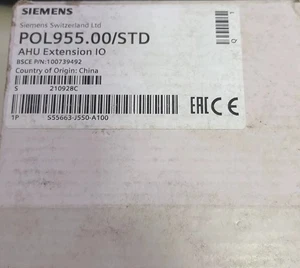 SIEMENS
Siemens Switzerland Ltd
POL955.00/STD
AHU Extension IO
BSCE P/N:100739492
Country of Origin: China
S 210928C
1P S55663-J550-A100
EAC CE
Q 1